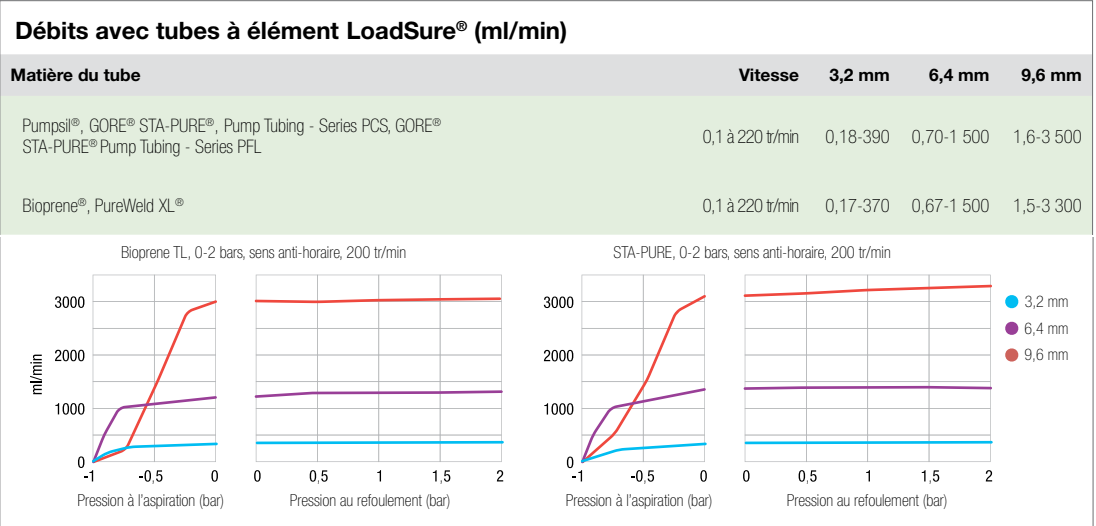 Débits avec tubes à élément LoadSure® (ml/min)
Matière du tube Vitesse 3,2 mm 6,4 mm 9,6 mm
Pumpsil®, GORE® STA-PURE®, Pump Tubing - Series PCS, GORE®
STA-PURE® Pump Tubing - Series PFL
0,1 à 220 tr/min 0,18-390 0,70-1 500 1,6-3 500
Bioprene®, PureWeld XL® 0,1 à 220 tr/min 0,17-370 0,67-1 500 1,5-3 300
Bioprene TL, 0-2 bars, sens anti-horaire, 200 tr/min
ml/min
3000
2000
1000
0
-1 -0,5 0
Pression à l'aspiration (bar)
0 0,5 1 1,5 2
Pression au refoulement (bar)
STA-PURE, 0-2 bars, sens anti-horaire, 200 tr/min
3000
2000
1000
0
-1 -0,5 0
Pression à l'aspiration (bar)
0 0,5 1 1,5 2
Pression au refoulement (bar)
3,2 mm
6,4 mm
9,6 mm